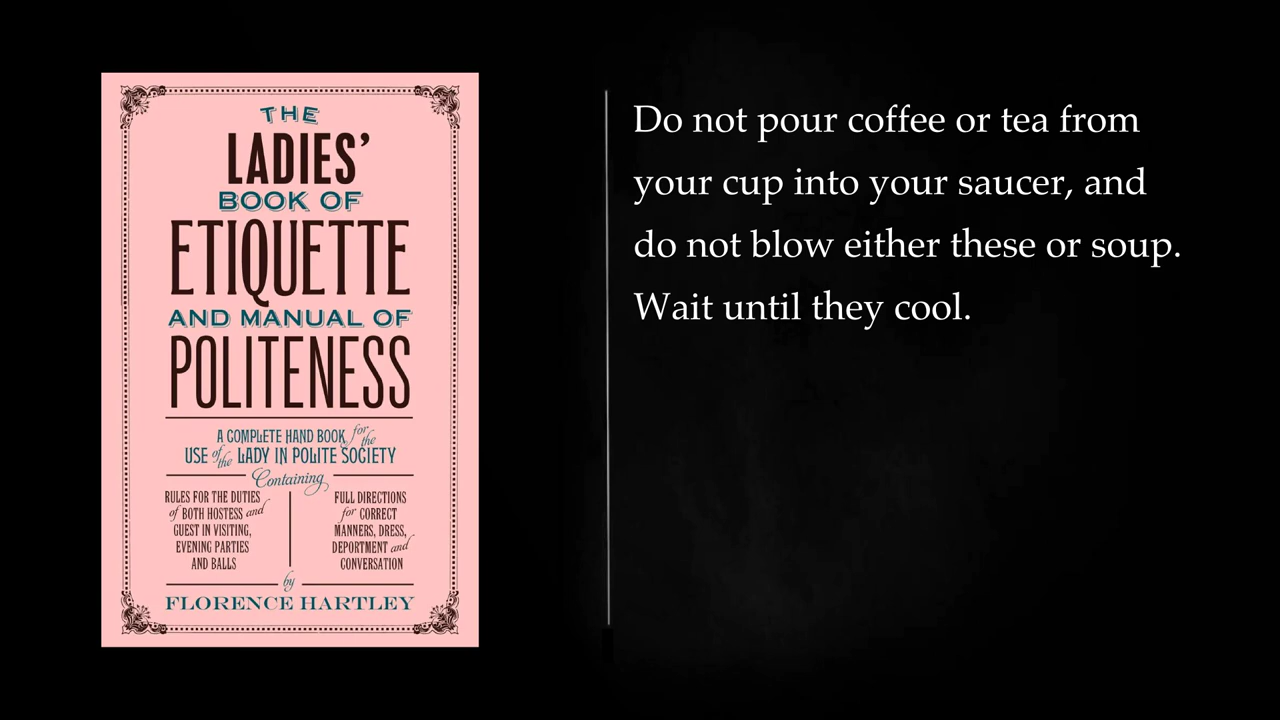 THE
LADIES’
BOOK OF
ETIQUETTE
AND MANUAL OF
POLITENESS
A COMPLETE HAND BOOK for the
USE of the LADY IN POLITE SOCIETY
Containing
RULES FOR THE DUTIES
of BOTH HOSTESS and
GUEST IN VISITING,
EVENING PARTIES
AND BALLS
FULL DIRECTIONS
for CORRECT
MANNERS, DRESS,
DEPORTMENT and
CONVERSATION
by
FLORENCE HARTLEY
Do not pour coffee or tea from
your cup into your saucer, and
do not blow either these or soup.
Wait until they cool.